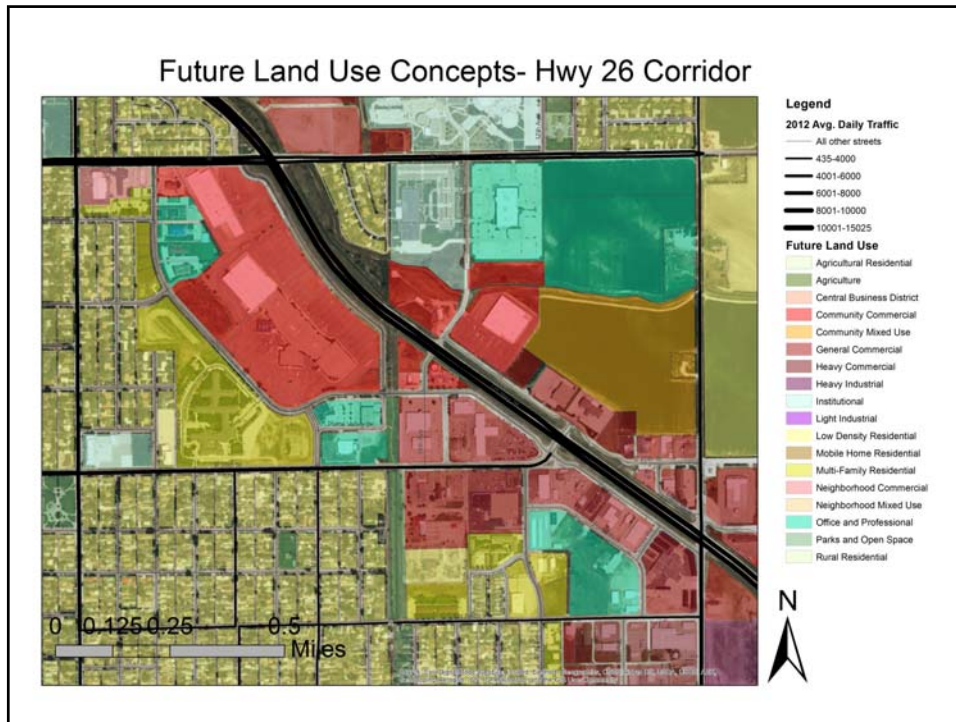 Future Land Use Concepts- Hwy 26 Corridor
Legend
2012 Avg. Daily Traffic
All other streets
435-4000
4001-6000
6001-8000
8001-10000
10001-15025
Future Land Use
Agricultural Residential
Agriculture
Central Business District
Community Commercial
Community Mixed Use
General Commercial
Heavy Commercial
Heavy Industrial
Institutional
Light Industrial
Low Density Residential
Mobile Home Residential
Multi-Family Residential
Neighborhood Commercial
Neighborhood Mixed Use
Office and Professional
Parks and Open Space
Rural Residential
0 0.125 0.25 0.5
Miles
N